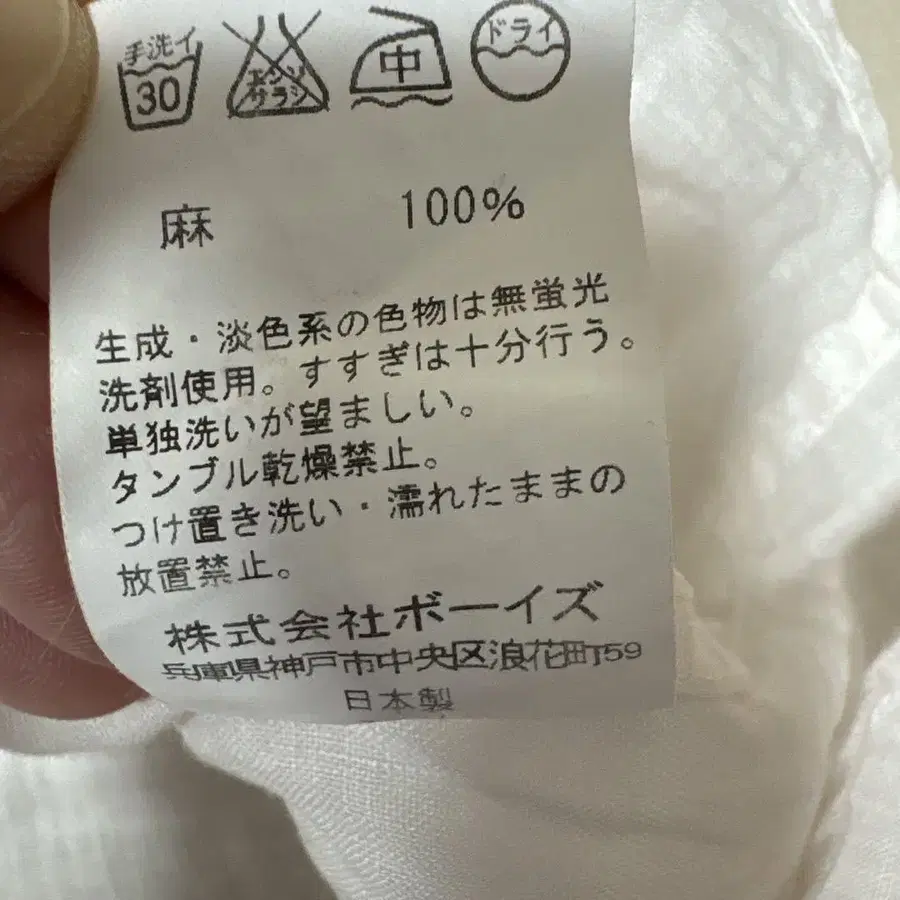 手洗イ 30 エンソ サラシ 中 ドライ
麻 100%
生成・淡色系の色物は無蛍光
洗剤使用。すすぎは十分行う。
単独洗いが望ましい。
タンブル乾燥禁止。
つけ置き洗い・濡れたままの
放置禁止。
株式会社ボーイズ
兵庫県神戸市中央区浪花町59
日本製